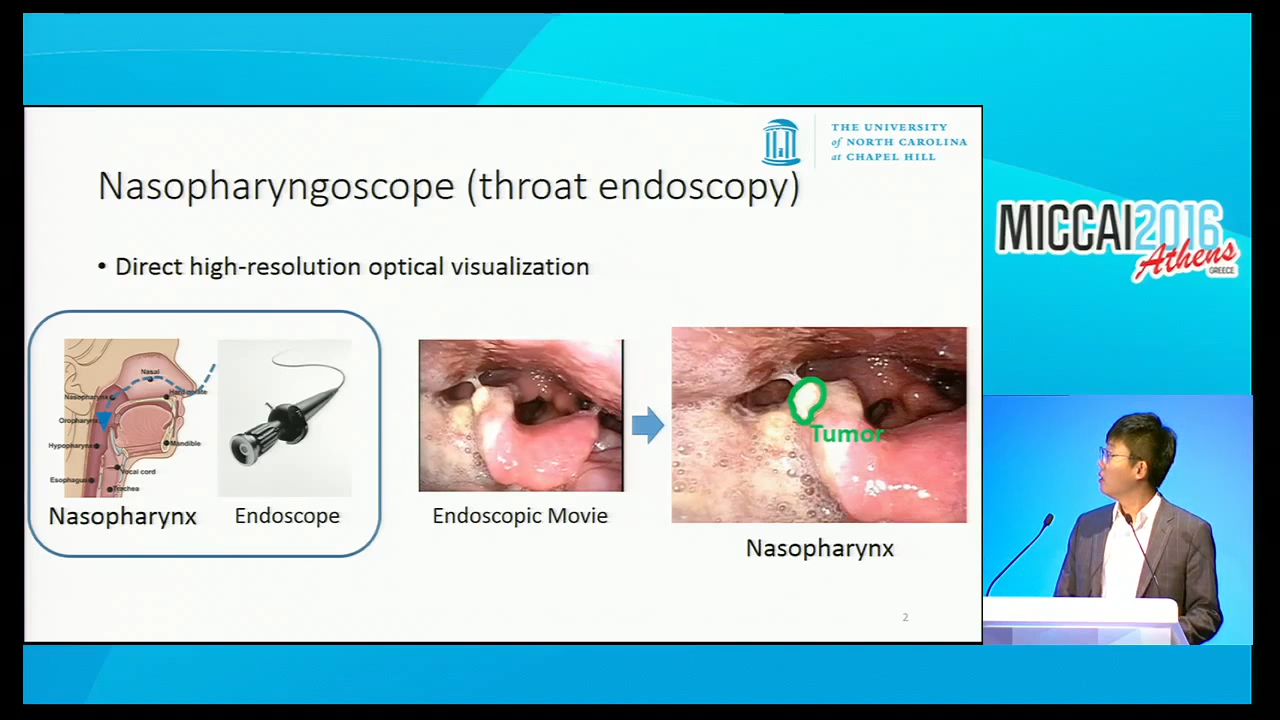 THE UNIVERSITY
of NORTH CAROLINA
at CHAPEL HILL
Nasopharyngoscope (throat endoscopy)
• Direct high-resolution optical visualization
MICCAI2016
Athens
GREECE
Nasal
Nasopharynx
Oropharynx
Hypopharynx
Mandible
Vocal cord
Esophagus
Trachea
Tumor
Nasopharynx
Endoscope
Endoscopic Movie
Nasopharynx
2